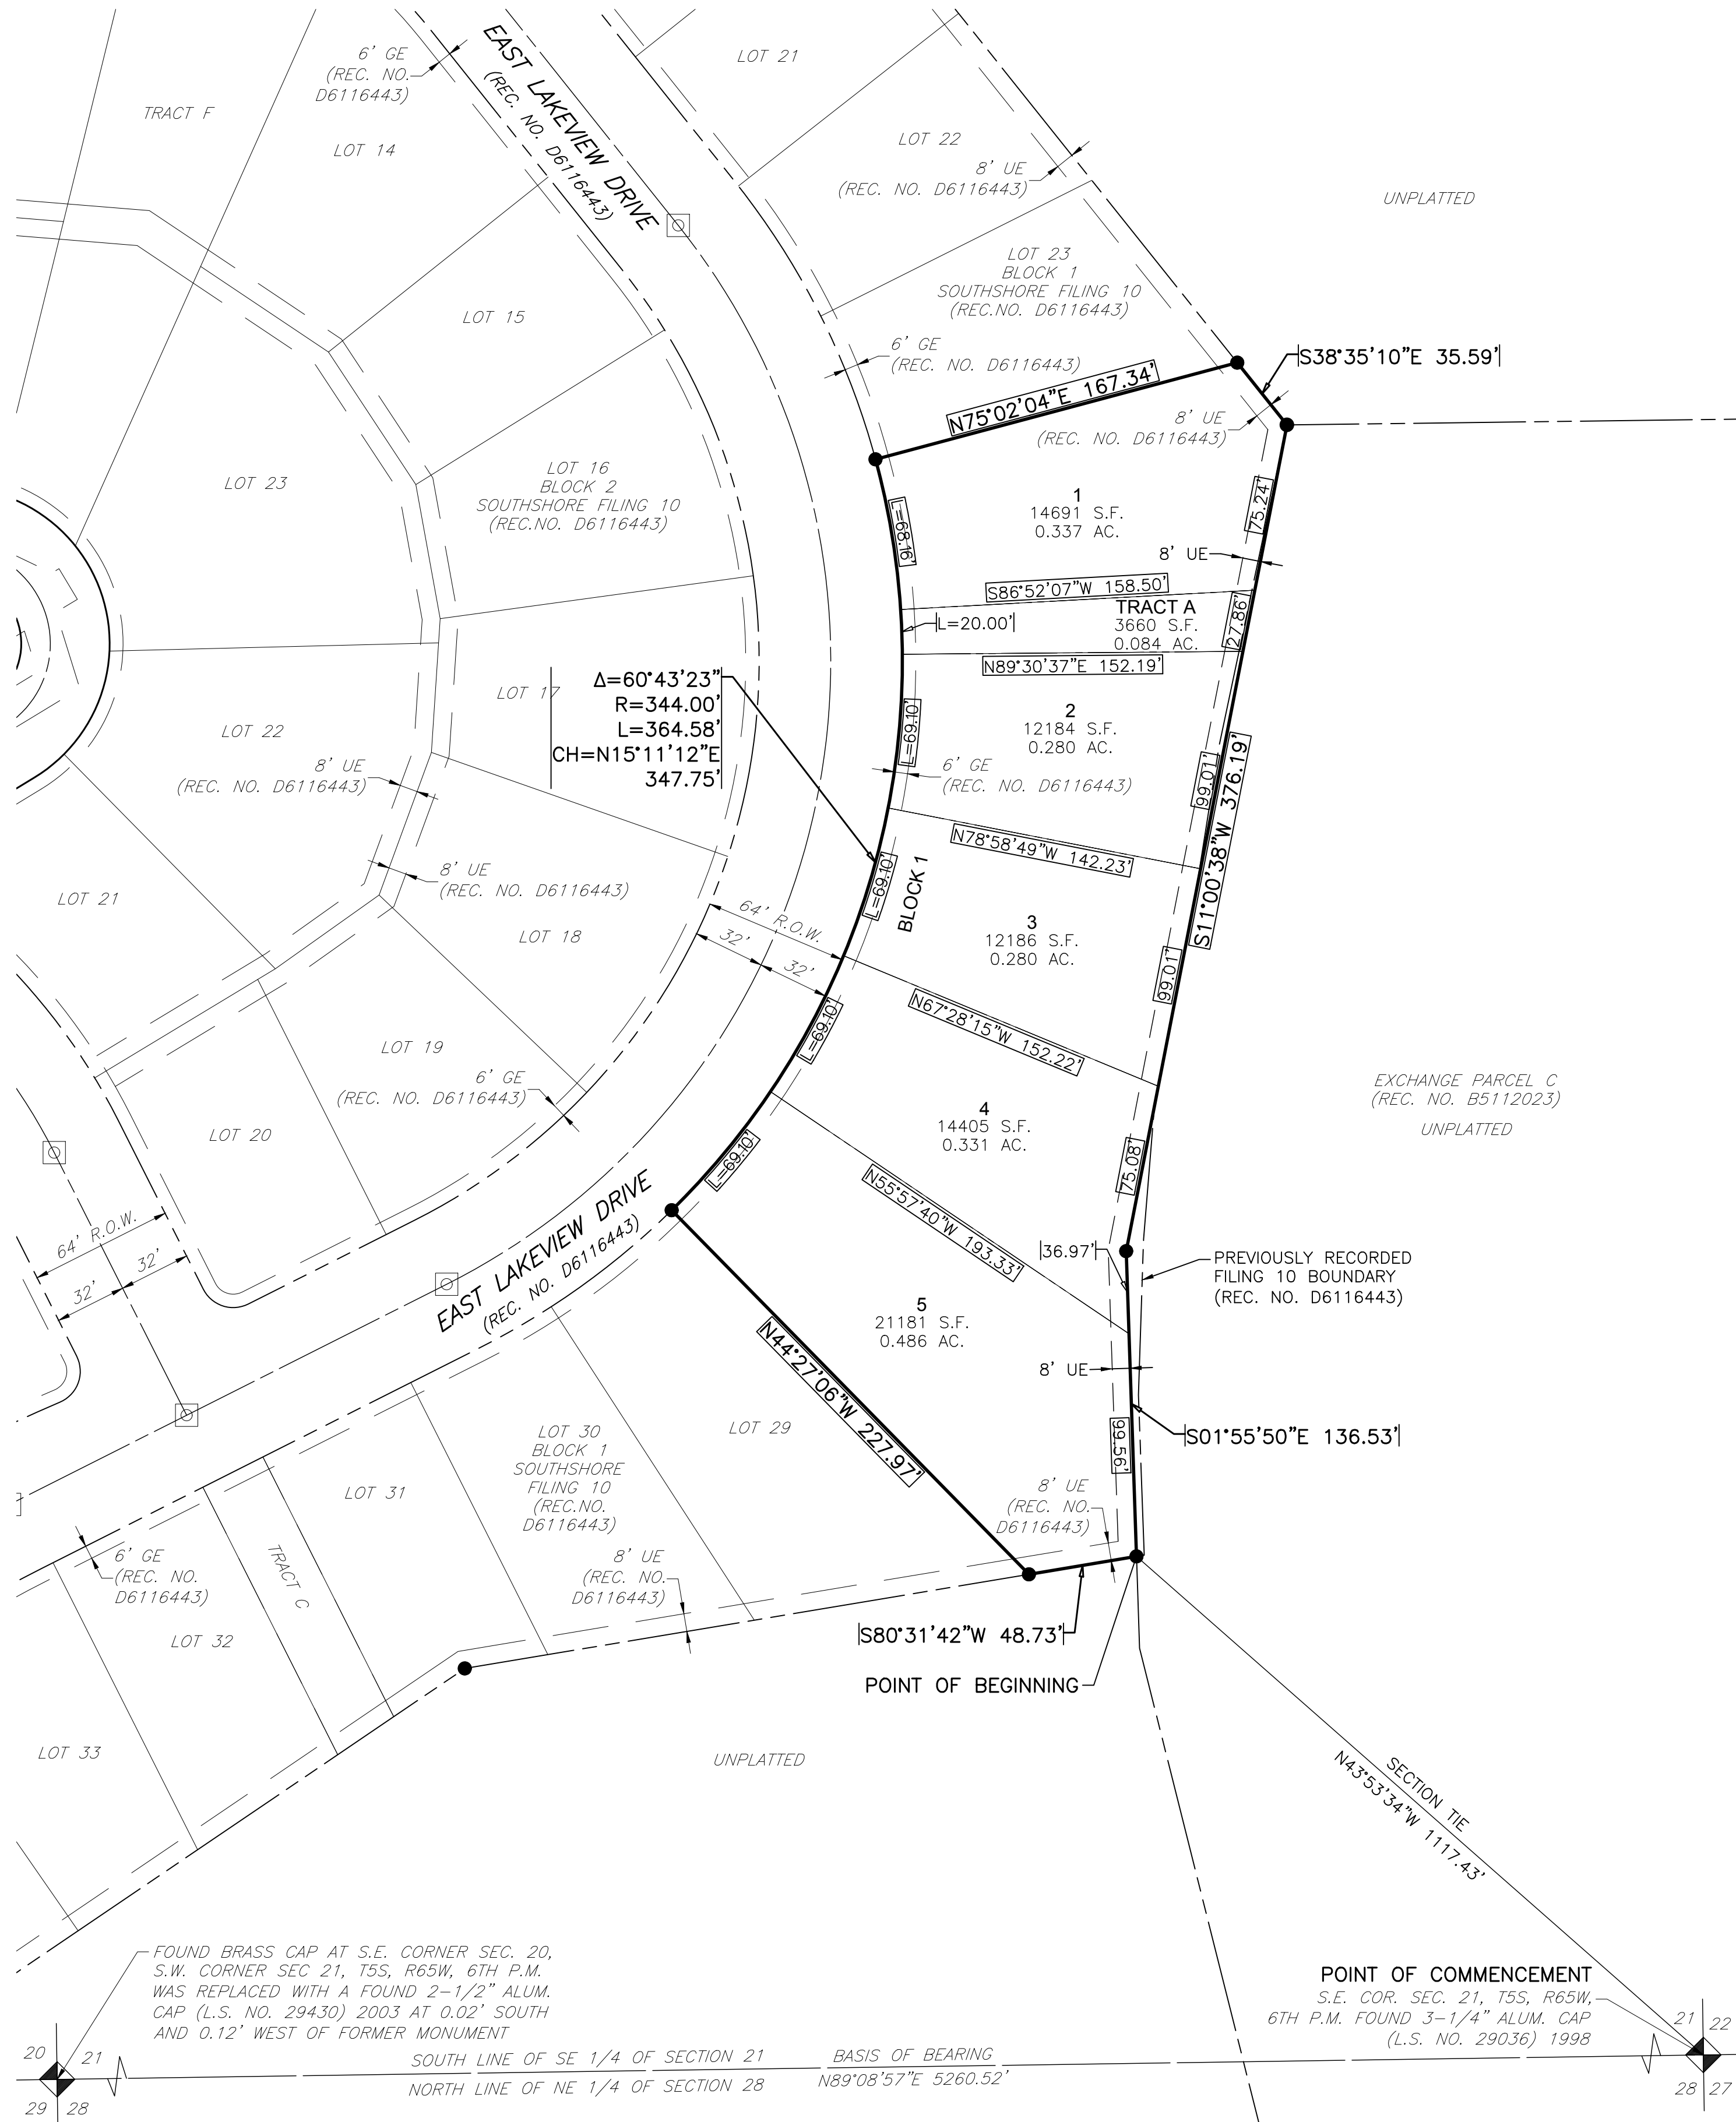 EAST LAKEVIEW DRIVE
(REC. NO. D6116443)
6' GE
(REC. NO.
D6116443)
TRACT F
LOT 14
LOT 21
LOT 22
8' UE
(REC. NO. D6116443)
UNPLATTED
LOT 23
BLOCK 1
SOUTHSHORE FILING 10
(REC.NO. D6116443)
LOT 15
6' GE
(REC. NO. D6116443)
S38°35'10"E 35.59'
N75°02'04"E 167.34'
8' UE
(REC. NO. D6116443)
LOT 23
LOT 16
BLOCK 2
SOUTHSHORE FILING 10
(REC.NO. D6116443)
L=68.16'
1
14691 S.F.
0.337 AC.
75.24'
8' UE
S86°52'07"W 158.50'
TRACT A
3660 S.F.
0.084 AC.
27.86'
L=20.00'
N89°30'37"E 152.19'
Δ=60°43'23"
R=344.00'
L=364.58'
CH=N15°11'12"E
347.75'
LOT 17
LOT 22
L=69.10'
2
12184 S.F.
0.280 AC.
8' UE
(REC. NO. D6116443)
6' GE
(REC. NO. D6116443)
99.01'
S11°00'38"W 376.19'
N78°58'49"W 142.23'
8' UE
(REC. NO. D6116443)
L=69.10'
BLOCK 1
LOT 21
LOT 18
64' R.O.W.
32'
32'
3
12186 S.F.
0.280 AC.
99.01'
L=69.10'
N67°28'15"W 152.22'
LOT 19
6' GE
(REC. NO. D6116443)
EXCHANGE PARCEL C
(REC. NO. B5112023)
UNPLATTED
4
14405 S.F.
0.331 AC.
LOT 20
L=69.10'
75.08'
N55°57'40"W 193.33'
64' R.O.W.
32'
32'
EAST LAKEVIEW DRIVE
(REC. NO. D6116443)
36.97'
PREVIOUSLY RECORDED
FILING 10 BOUNDARY
(REC. NO. D6116443)
5
21181 S.F.
0.486 AC.
8' UE
N44°27'06"W 227.97'
LOT 29
99.56'
S01°55'50"E 136.53'
LOT 30
BLOCK 1
SOUTHSHORE
FILING 10
(REC.NO.
D6116443)
LOT 31
8' UE
(REC. NO.
D6116443)
6' GE
(REC. NO.
D6116443)
TRACT C
8' UE
(REC. NO.
D6116443)
LOT 32
S80°31'42"W 48.73'
POINT OF BEGINNING
LOT 33
UNPLATTED
SECTION TIE
N43°53'34"W 1117.43'
FOUND BRASS CAP AT S.E. CORNER SEC. 20,
S.W. CORNER SEC 21, T5S, R65W, 6TH P.M.
WAS REPLACED WITH A FOUND 2-1/2" ALUM.
CAP (L.S. NO. 29430) 2003 AT 0.02' SOUTH
AND 0.12' WEST OF FORMER MONUMENT
POINT OF COMMENCEMENT
S.E. COR. SEC. 21, T5S, R65W,
6TH P.M. FOUND 3-1/4" ALUM. CAP
(L.S. NO. 29036) 1998
20
21
29
28
SOUTH LINE OF SE 1/4 OF SECTION 21
NORTH LINE OF NE 1/4 OF SECTION 28
BASIS OF BEARING
N89°08'57"E 5260.52'
21
22
28
27